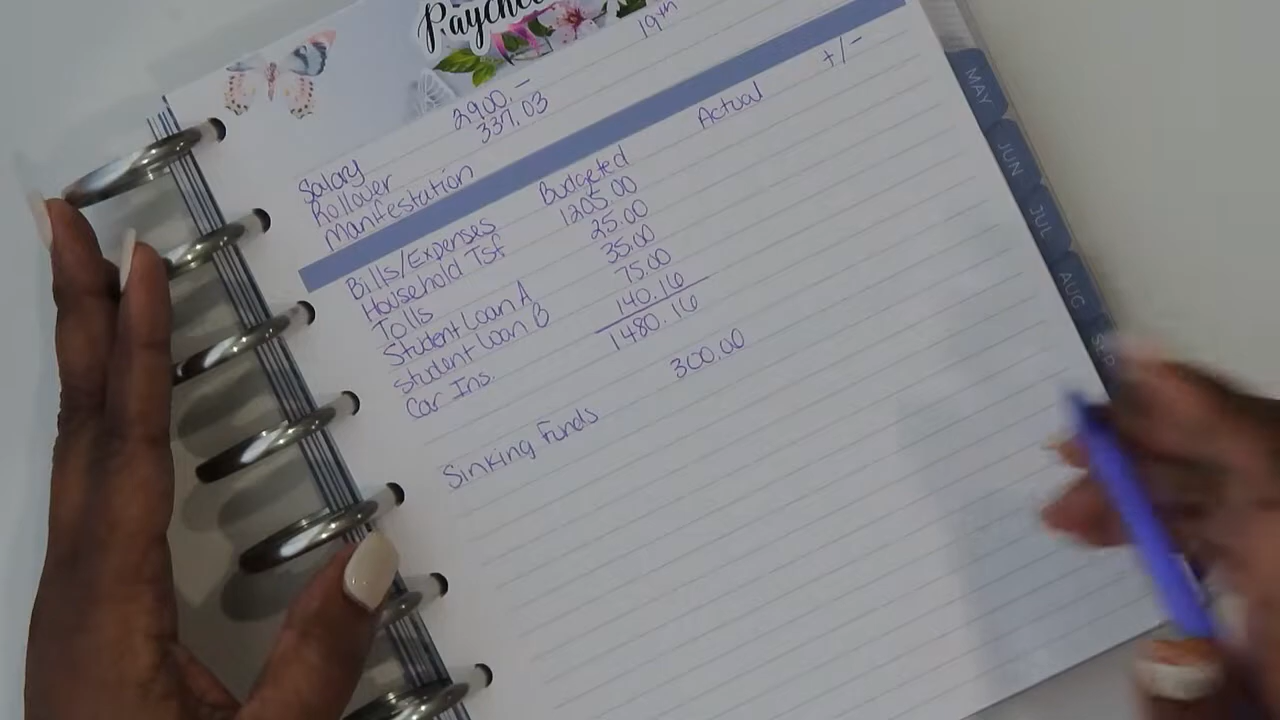 Payche
19th
Salary 2900.-
Rollover 337.03
Manifestation
Bills/Expenses Budgeted Actual +/-
Household Tsf 1205.00
Tolls 25.00
Student Loan A 35.00
Student Loan B 75.00
Car Ins. 140.16
1480.16
Sinking Funds 300.00
MAY
JUN
JUL
AUG
SEP